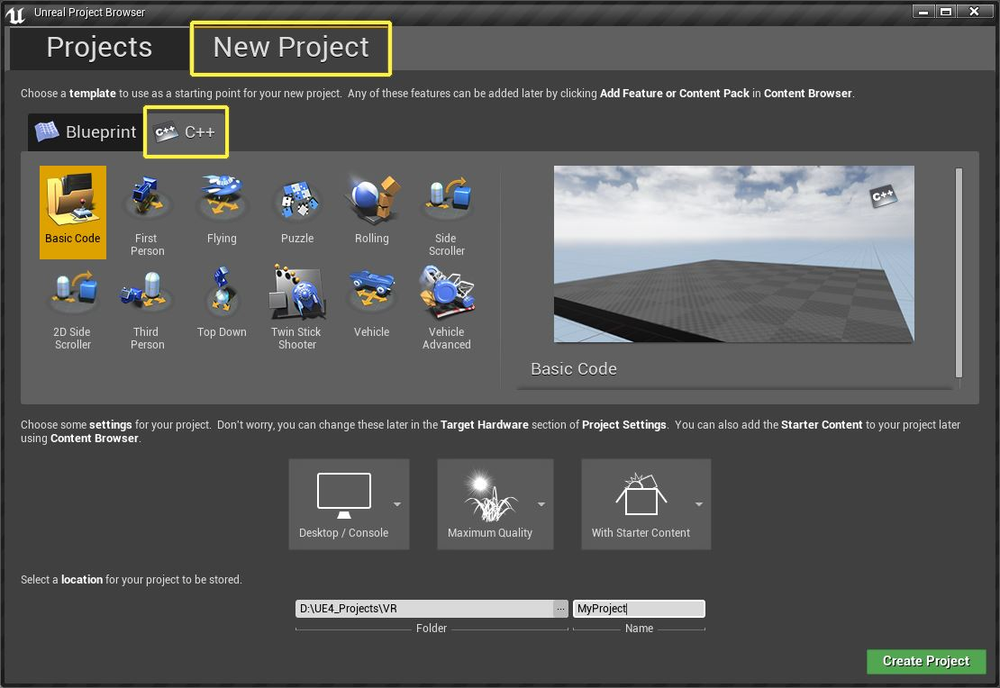 Unreal Project Browser
Projects
New Project
Choose a template to use as a starting point for your new project. Any of these features can be added later by clicking Add Feature or Content Pack in Content Browser.
Blueprint
C++
C++
C++
Basic Code
First
Person
Flying
Puzzle
Rolling
Side
Scroller
2D Side
Scroller
Third
Person
Top Down
Twin Stick
Shooter
Vehicle
Vehicle
Advanced
Basic Code
Choose some settings for your project. Don't worry, you can change these later in the Target Hardware section of Project Settings. You can also add the Starter Content to your project later
using Content Browser.
Desktop / Console
Maximum Quality
With Starter Content
Select a location for your project to be stored.
D:\UE4_Projects\VR
...
MyProject
Folder
Name
Create Project